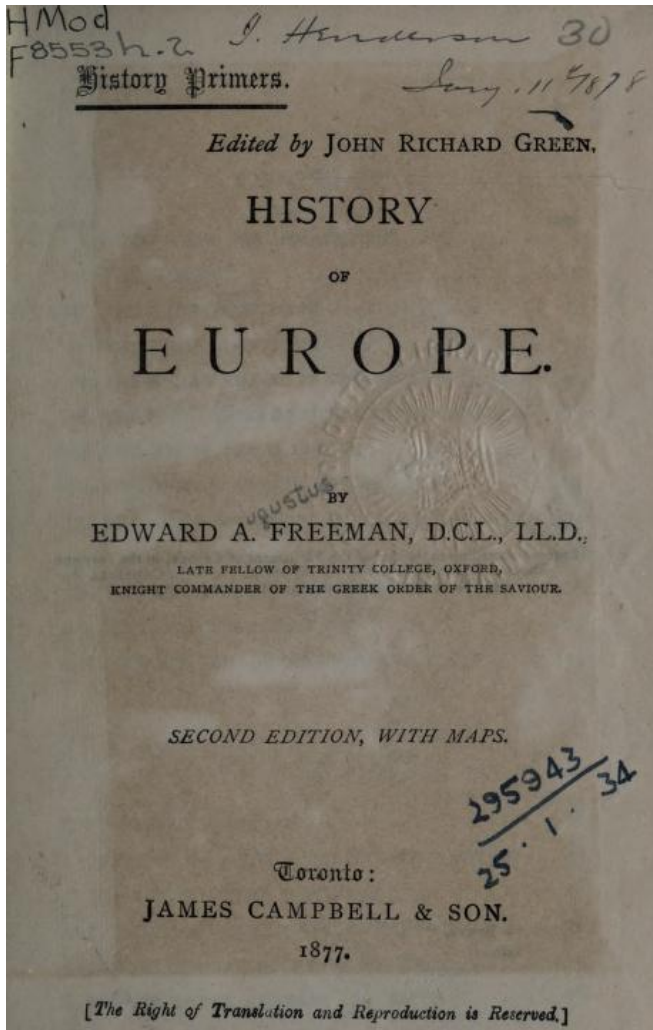 HMod
F8553h.2
J. Henderson 30
Jany. 11th/1878
History Primers.
Edited by JOHN RICHARD GREEN,
HISTORY
OF
EUROPE.
ugustus
BY
EDWARD A. FREEMAN, D.C.L., LL.D.,
LATE FELLOW OF TRINITY COLLEGE, OXFORD,
KNIGHT COMMANDER OF THE GREEK ORDER OF THE SAVIOUR.
SECOND EDITION, WITH MAPS.
295943
25.1.34
Toronto:
JAMES CAMPBELL & SON.
1877.
[The Right of Translation and Reproduction is Reserved.]